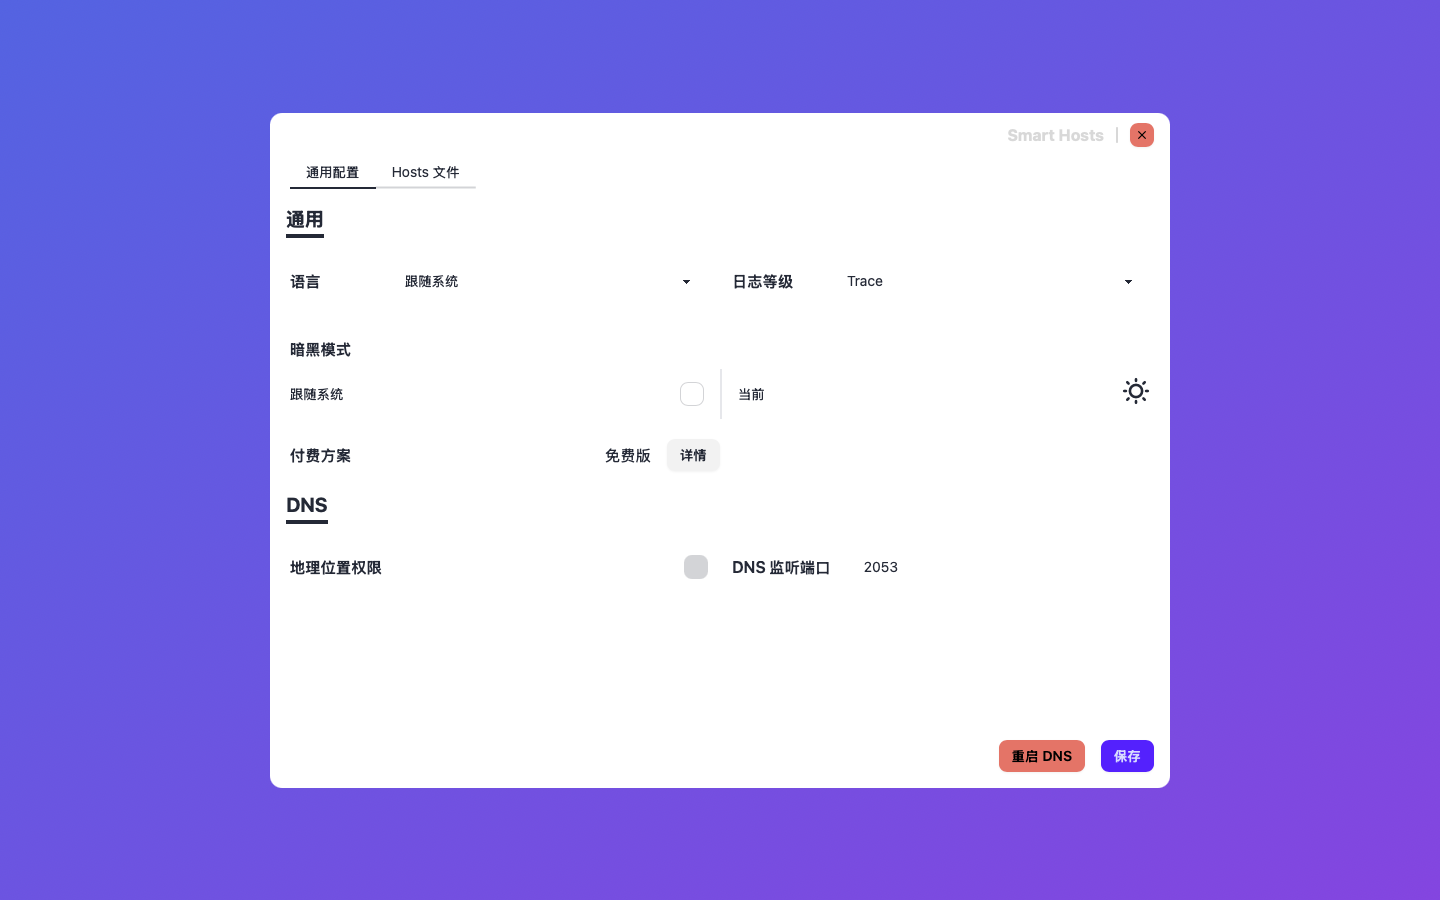 Smart Hosts
通用配置 Hosts 文件
通用
语言 跟随系统 日志等级 Trace
暗黑模式
跟随系统 当前
付费方案 免费版 详情
DNS
地理位置权限 DNS 监听端口 2053
重启 DNS 保存